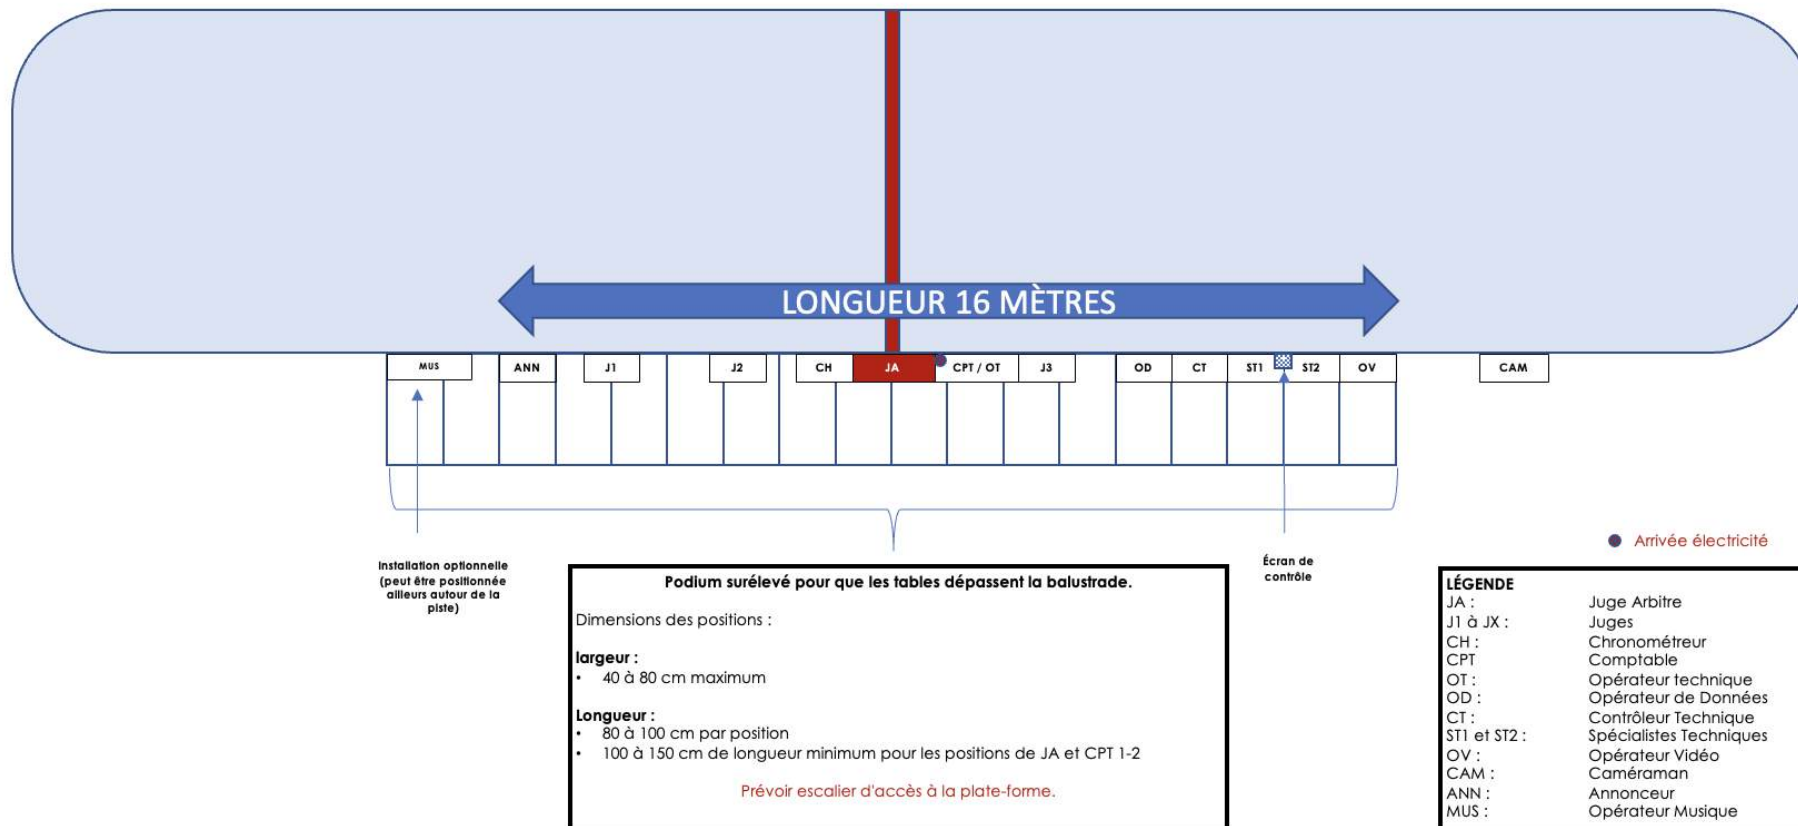 LONGUEUR 16 MÈTRES
MUS
ANN
J1
J2
CH
JA
CPT / OT
J3
OD
CT
ST1
ST2
OV
CAM
Installation optionnelle
(peut être positionnée
ailleurs autour de la
piste)
Écran de
contrôle
Arrivée électricité
Podium surélevé pour que les tables dépassent la balustrade.
Dimensions des positions :
largeur :
• 40 à 80 cm maximum
Longueur :
• 80 à 100 cm par position
• 100 à 150 cm de longueur minimum pour les positions de JA et CPT 1-2
Prévoir escalier d'accès à la plate-forme.
LÉGENDE
JA : Juge Arbitre
J1 à JX : Juges
CH : Chronométreur
CPT Comptable
OT : Opérateur technique
OD : Opérateur de Données
CT : Contrôleur Technique
ST1 et ST2 : Spécialistes Techniques
OV : Opérateur Vidéo
CAM : Caméraman
ANN : Annonceur
MUS : Opérateur Musique